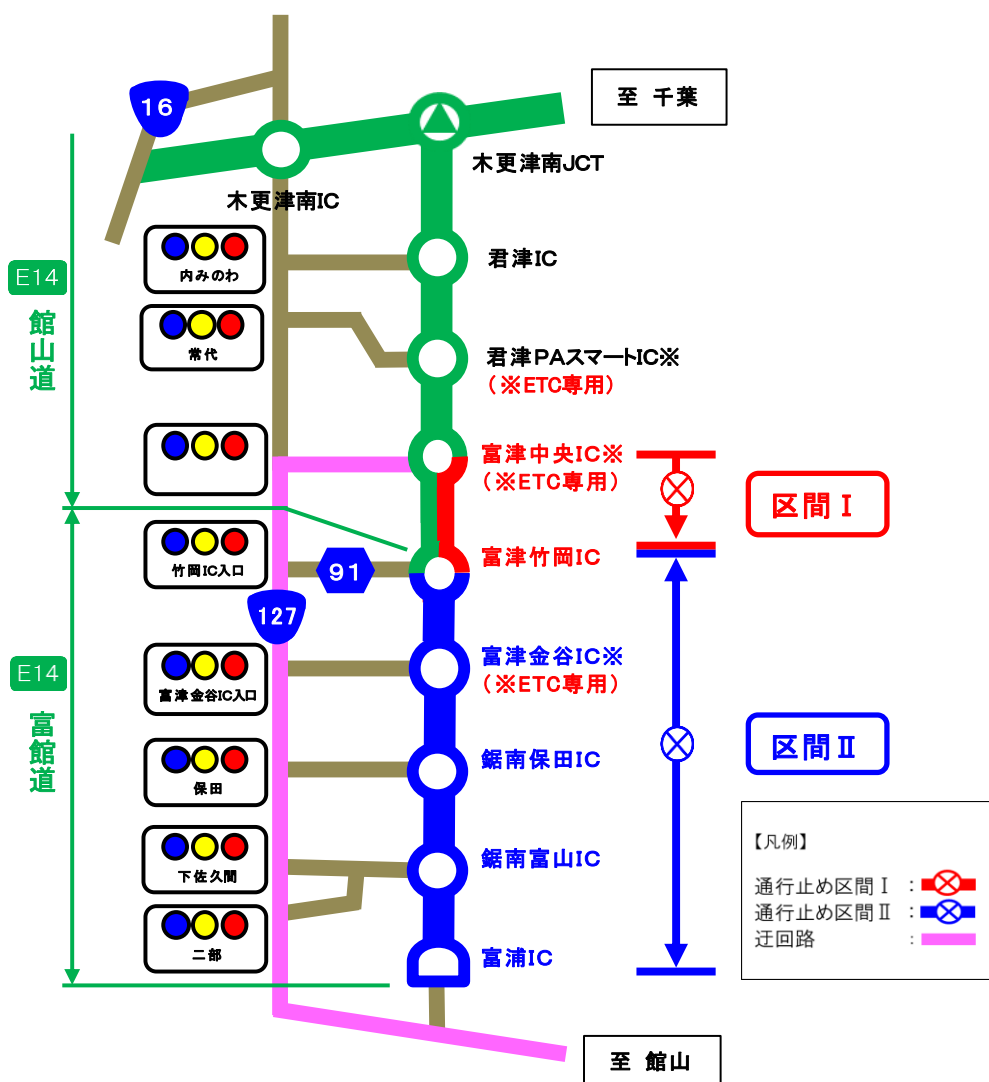 至 千葉
16
木更津南JCT
木更津南IC
君津IC
内みのわ
E14
館山道
常代
君津PAスマートIC※
(※ETC専用)
富津中央IC※
(※ETC専用)
区間Ⅰ
富津竹岡IC
竹岡IC入口
91
127
富津金谷IC※
(※ETC専用)
富津金谷IC入口
E14
富館道
区間Ⅱ
鋸南保田IC
保田
鋸南富山IC
下佐久間
二部
富浦IC
【凡例】
通行止め区間Ⅰ :
通行止め区間Ⅱ :
迂回路 :
至 館山